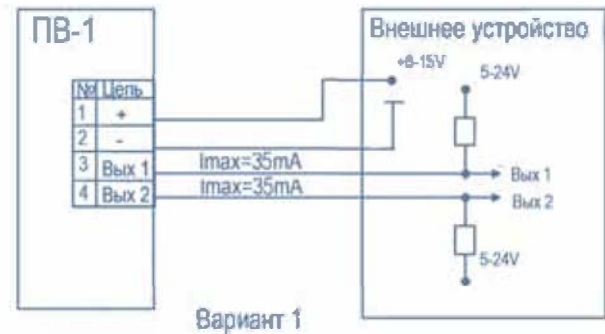 ПВ-1
Внешнее устройство
+6-15V
5-24V
№ Цепь
1 +
2 -
3 Вых 1
4 Вых 2
Imax=35mA
Imax=35mA
Вых 1
Вых 2
5-24V
Вариант 1